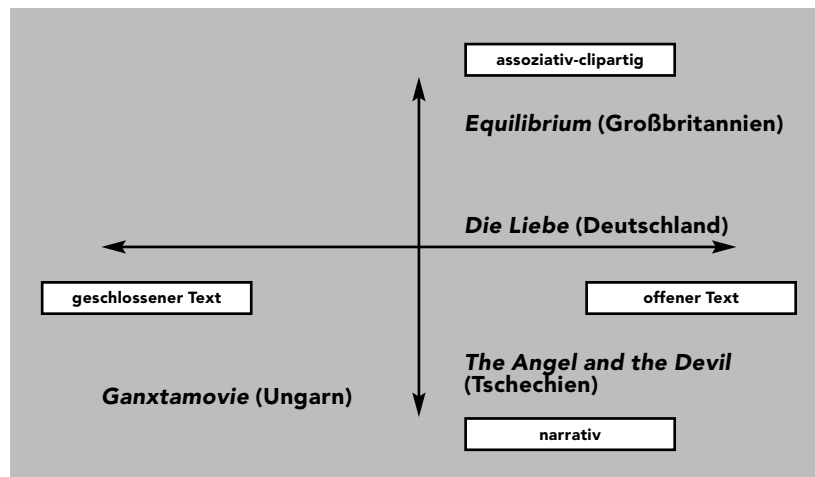 assoziativ-clipartig
Equilibrium (Großbritannien)
Die Liebe (Deutschland)
geschlossener Text
offener Text
The Angel and the Devil
(Tschechien)
Ganxtamovie (Ungarn)
narrativ